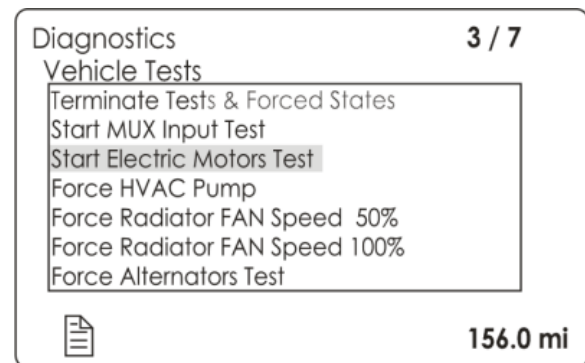 Diagnostics 3 / 7
Vehicle Tests
Terminate Tests & Forced States
Start MUX Input Test
Start Electric Motors Test
Force HVAC Pump
Force Radiator FAN Speed 50%
Force Radiator FAN Speed 100%
Force Alternators Test
156.0 mi